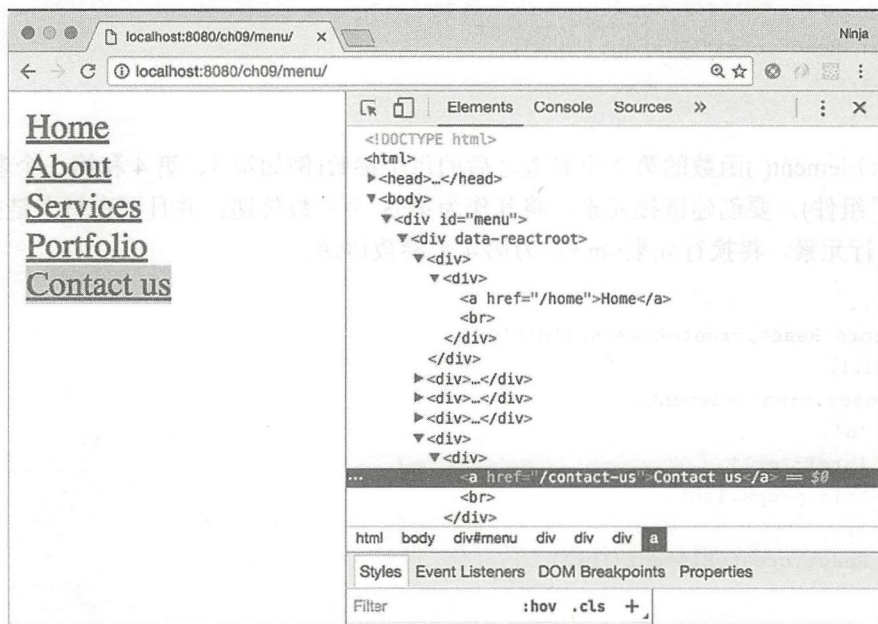 localhost:8080/ch09/menu/ ×
Ninja
localhost:8080/ch09/menu/
Home
About
Services
Portfolio
Contact us
Elements Console Sources »
<!DOCTYPE html>
<html>
▶<head>…</head>
▼<body>
▼<div id="menu">
▼<div data-reactroot>
▼<div>
▼<div>
<a href="/home">Home</a>
<br>
</div>
</div>
▶<div>…</div>
▶<div>…</div>
▶<div>…</div>
▼<div>
▼<div>
... <a href="/contact-us">Contact us</a> == $0
<br>
</div>
html body div#menu div div div a
Styles Event Listeners DOM Breakpoints Properties
Filter :hov .cls +